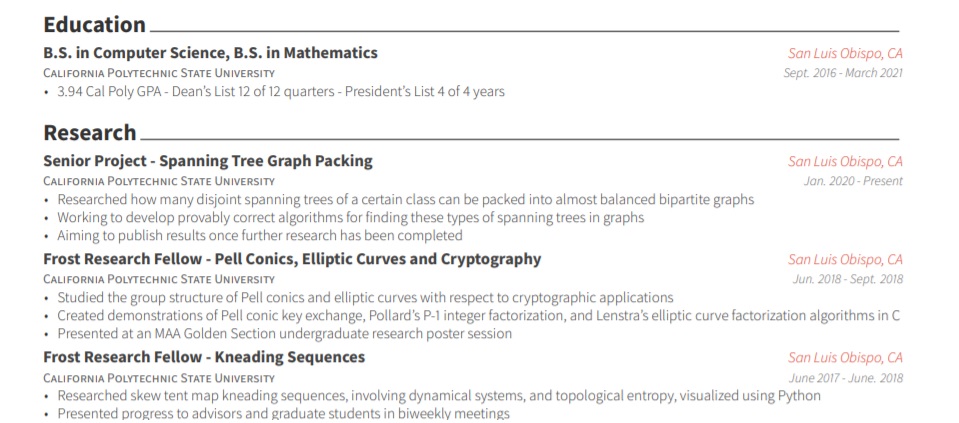 Education
B.S. in Computer Science, B.S. in Mathematics San Luis Obispo, CA
California Polytechnic State University Sept. 2016 - March 2021
• 3.94 Cal Poly GPA - Dean's List 12 of 12 quarters - President's List 4 of 4 years
Research
Senior Project - Spanning Tree Graph Packing San Luis Obispo, CA
California Polytechnic State University Jan. 2020 - Present
• Researched how many disjoint spanning trees of a certain class can be packed into almost balanced bipartite graphs
• Working to develop provably correct algorithms for finding these types of spanning trees in graphs
• Aiming to publish results once further research has been completed
Frost Research Fellow - Pell Conics, Elliptic Curves and Cryptography San Luis Obispo, CA
California Polytechnic State University Jun. 2018 - Sept. 2018
• Studied the group structure of Pell conics and elliptic curves with respect to cryptographic applications
• Created demonstrations of Pell conic key exchange, Pollard's P-1 integer factorization, and Lenstra's elliptic curve factorization algorithms in C
• Presented at an MAA Golden Section undergraduate research poster session
Frost Research Fellow - Kneading Sequences San Luis Obispo, CA
California Polytechnic State University June 2017 - June. 2018
• Researched skew tent map kneading sequences, involving dynamical systems, and topological entropy, visualized using Python
• Presented progress to advisors and graduate students in biweekly meetings